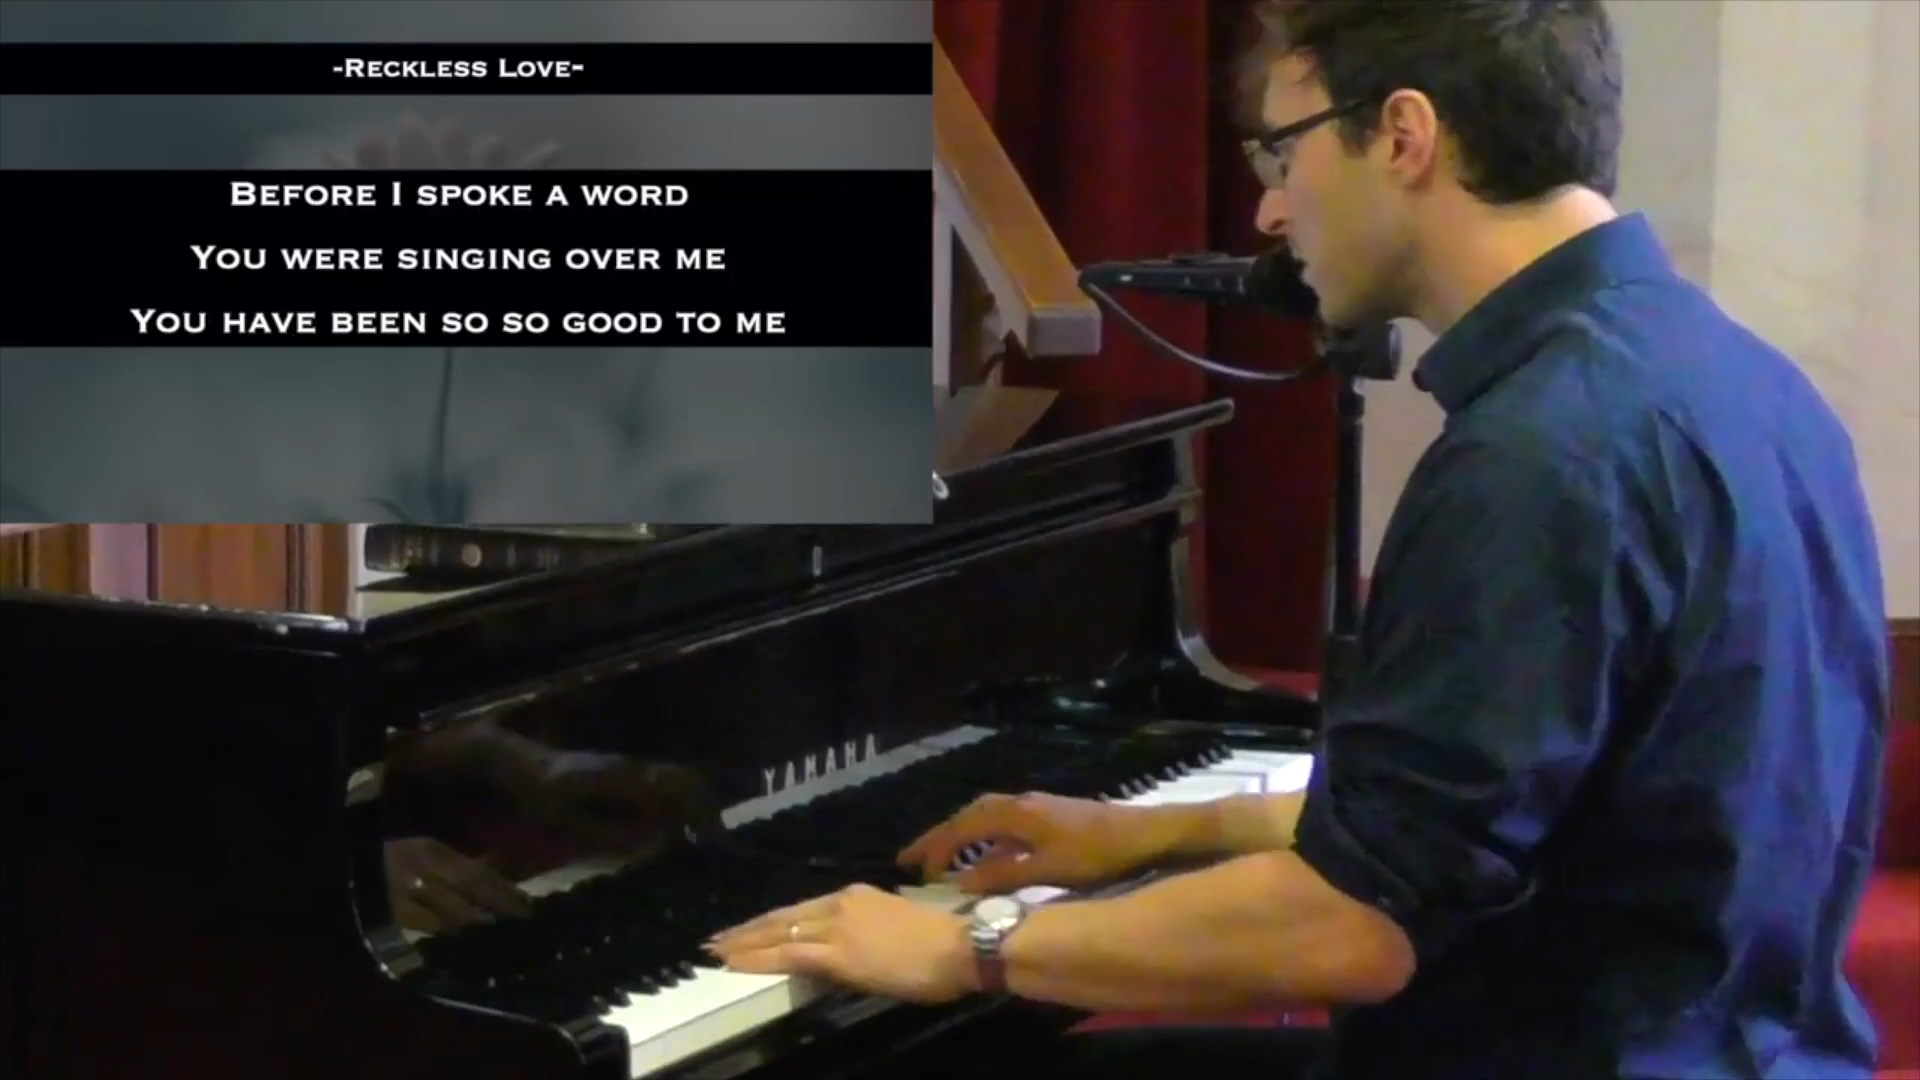 -Reckless Love-
Before I spoke a word
You were singing over me
You have been so so good to me
YAMAHA